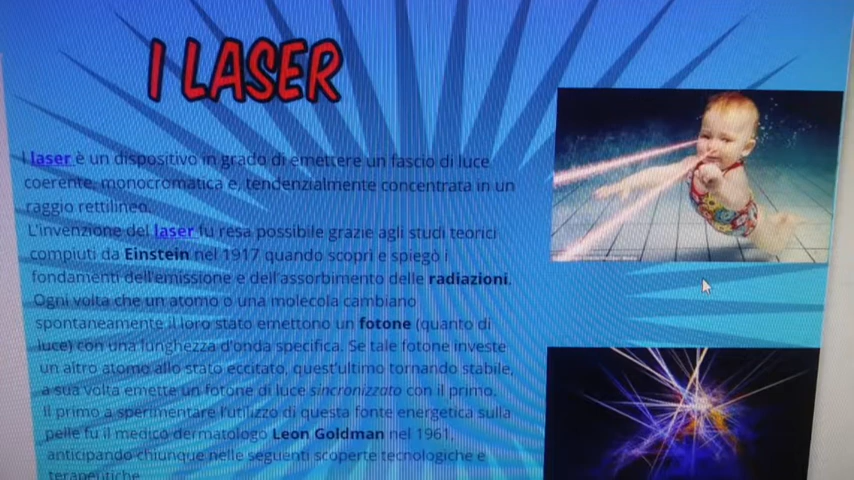 I LASER
I laser è un dispositivo in grado di emettere un fascio di luce
coerente, monocromatica e, tendenzialmente concentrata in un
raggio rettilineo.
L'invenzione del laser fu resa possibile grazie agli studi teorici
compiuti da Einstein nel 1917 quando scoprì e spiegò i
fondamenti dell'emissione e dell'assorbimento delle radiazioni.
Ogni volta che un atomo o una molecola cambiano
spontaneamente il loro stato emettono un fotone (quanto di
luce) con una lunghezza d'onda specifica. Se tale fotone investe
un altro atomo allo stato eccitato, quest'ultimo tornando stabile,
a sua volta emette un fotone di luce sincronizzato con il primo.
Il primo a sperimentare l'utilizzo di questa fonte energetica sulla
pelle fu il medico dermatologo Leon Goldman nel 1961,
anticipando chiunque nelle seguenti scoperte tecnologiche e
terapeutiche.